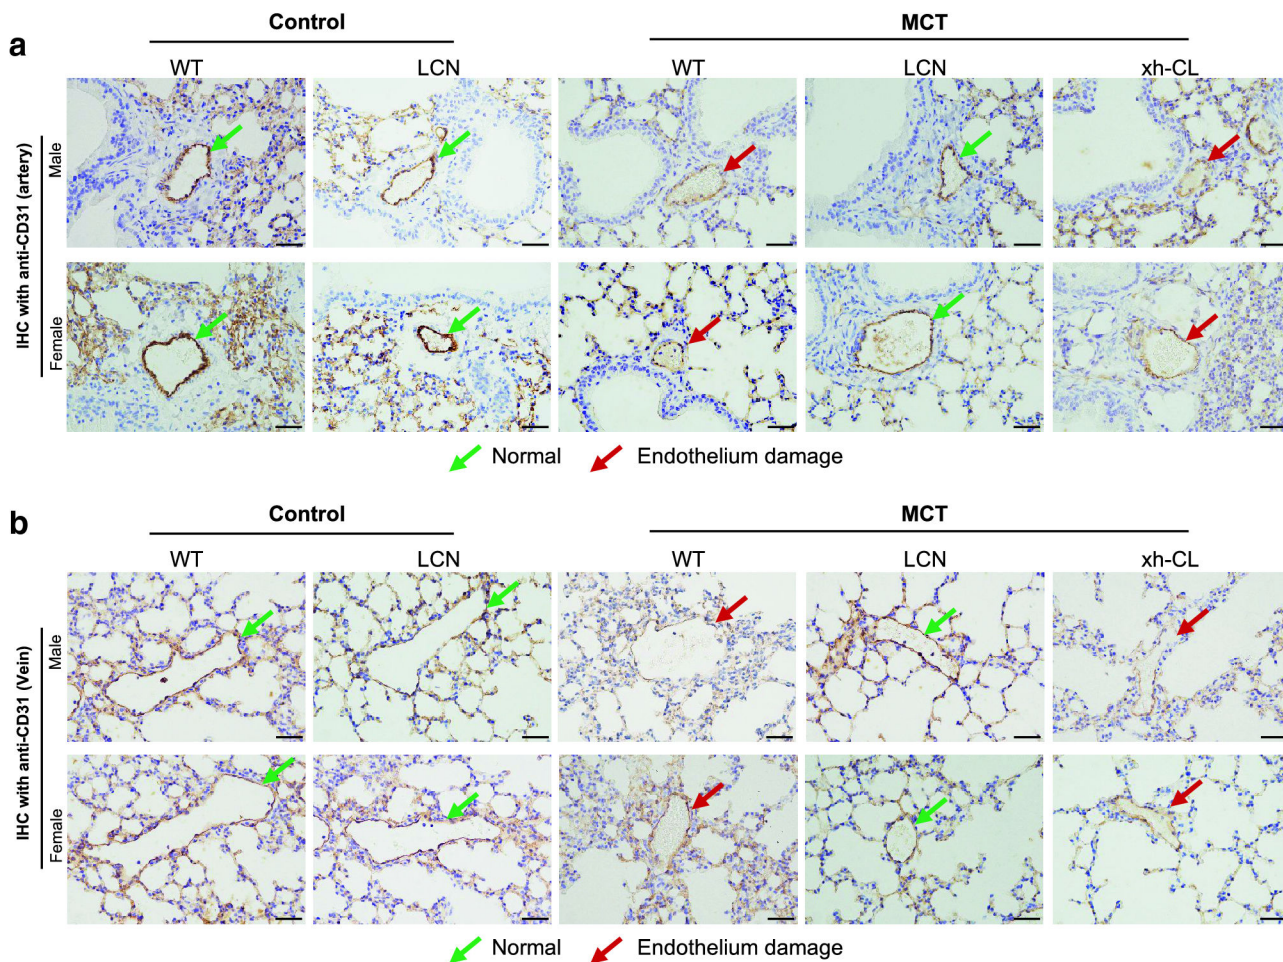 a
Control
MCT
WT
LCN
WT
LCN
xh-CL
IHC with anti-CD31 (artery)
Male
Female
Normal
Endothelium damage
b
Control
MCT
WT
LCN
WT
LCN
xh-CL
IHC with anti-CD31 (Vein)
Male
Female
Normal
Endothelium damage